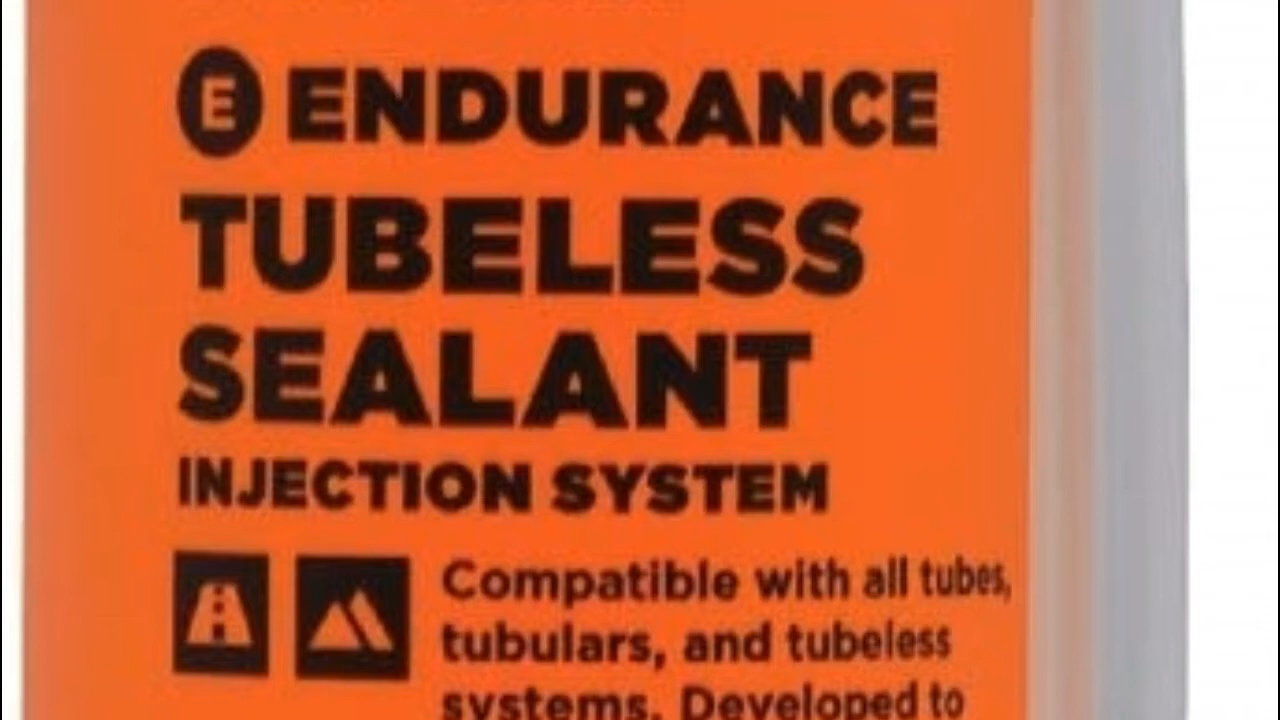 E ENDURANCE
TUBELESS
SEALANT
INJECTION SYSTEM
Compatible with all tubes,
tubulars, and tubeless
systems. Developed to